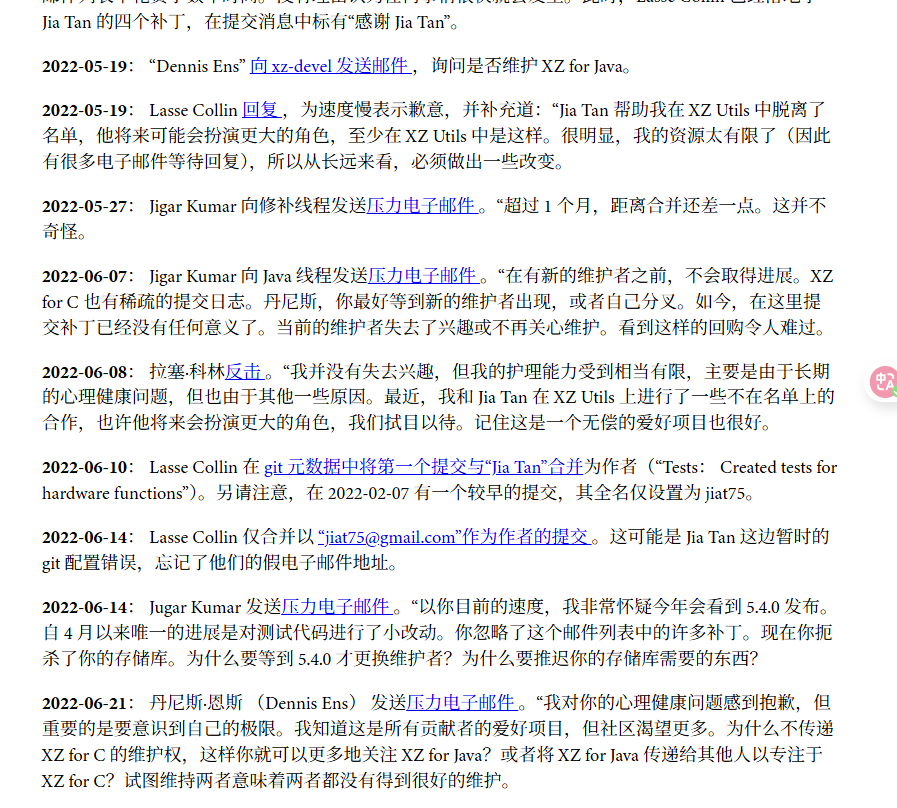 Jia Tan 的四个补丁，在提交消息中标有“感谢 Jia Tan”。
2022-05-19： “Dennis Ens” 向 xz-devel 发送邮件 ，询问是否维护 XZ for Java。
2022-05-19： Lasse Collin 回复 ，为速度慢表示歉意，并补充道：“Jia Tan 帮助我在 XZ Utils 中脱离了
名单，他将来可能会扮演更大的角色，至少在 XZ Utils 中是这样。很明显，我的资源太有限了（因此
有很多电子邮件等待回复），所以从长远来看，必须做出一些改变。
2022-05-27： Jigar Kumar 向修补线程发送压力电子邮件 。“超过 1 个月，距离合并还差一点。这并不
奇怪。
2022-06-07： Jigar Kumar 向 Java 线程发送压力电子邮件 。“在有新的维护者之前，不会取得进展。XZ
for C 也有稀疏的提交日志。丹尼斯，你最好等到新的维护者出现，或者自己分叉。如今，在这里提
交补丁已经没有任何意义了。当前的维护者失去了兴趣或不再关心维护。看到这样的回购令人难过。
2022-06-08： 拉塞·科林反击 。“我并没有失去兴趣，但我的护理能力受到相当有限，主要是由于长期
的心理健康问题，但也由于其他一些原因。最近，我和 Jia Tan 在 XZ Utils 上进行了一些不在名单上的
合作，也许他将来会扮演更大的角色，我们拭目以待。记住这是一个无偿的爱好项目也很好。
2022-06-10： Lasse Collin 在 git 元数据中将第一个提交与“Jia Tan”合并为作者（“Tests： Created tests for
hardware functions”）。另请注意，在 2022-02-07 有一个较早的提交，其全名仅设置为 jiat75。
2022-06-14： Lasse Collin 仅合并以 “jiat75@gmail.com”作为作者的提交 。这可能是 Jia Tan 这边暂时的
git 配置错误，忘记了他们的假电子邮件地址。
2022-06-14： Jugar Kumar 发送压力电子邮件 。“以你目前的速度，我非常怀疑今年会看到 5.4.0 发布。
自 4 月以来唯一的进展是对测试代码进行了小改动。你忽略了这个邮件列表中的许多补丁。现在你扼
杀了你的存储库。为什么要等到 5.4.0 才更换维护者？为什么要推迟你的存储库需要的东西？
2022-06-21： 丹尼斯·恩斯 （Dennis Ens） 发送压力电子邮件 。“我对你的心理健康问题感到抱歉，但
重要的是要意识到自己的极限。我知道这是所有贡献者的爱好项目，但社区渴望更多。为什么不传递
XZ for C 的维护权，这样你就可以更多地关注 XZ for Java？或者将 XZ for Java 传递给其他人以专注于
XZ for C？试图维持两者意味着两者都没有得到很好的维护。